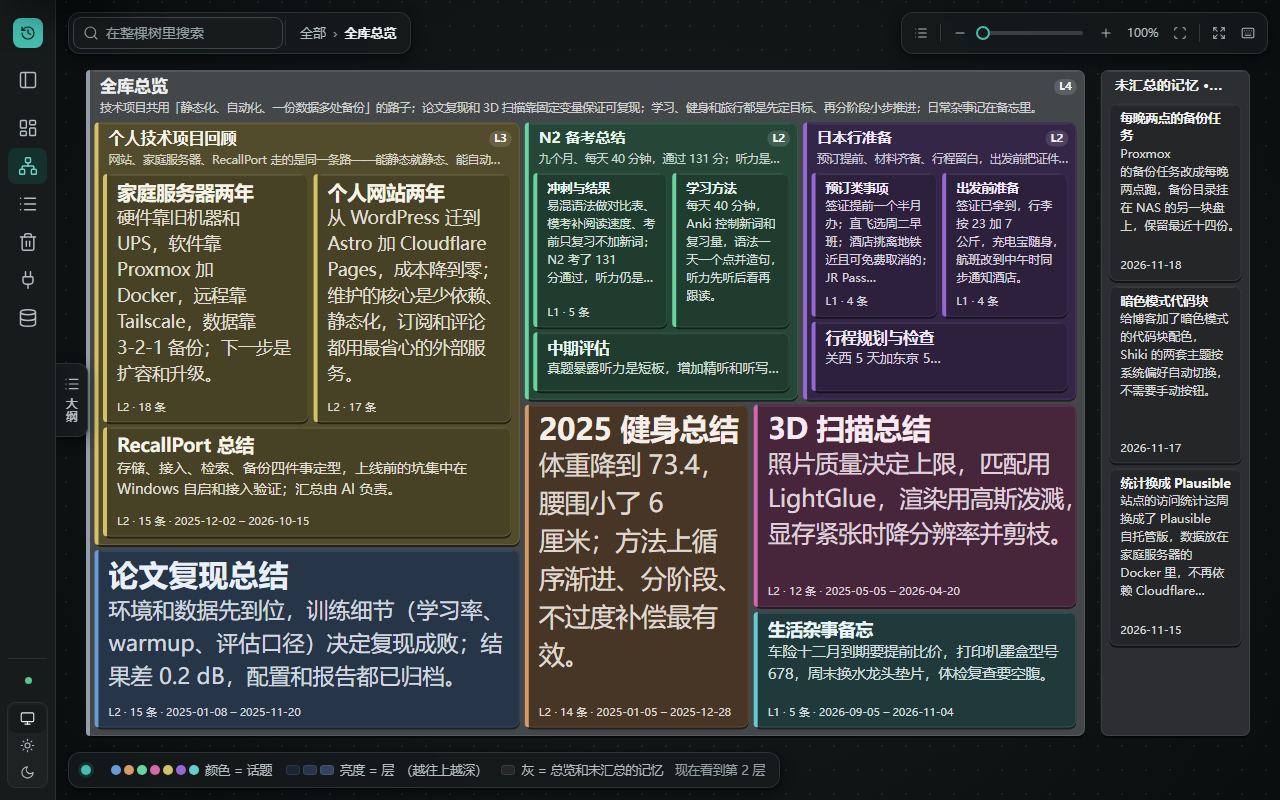 在整棵树里搜索
全部 › 全库总览
100%
大纲
全库总览
L4
技术项目共用「静态化、自动化、一份数据多处备份」的路子；论文复现和 3D 扫描靠固定变量保证可复现；学习、健身和旅行都是先定目标、再分阶段小步推进；日常杂事记在备忘里。
个人技术项目回顾
L3
网站、家庭服务器、RecallPort 走的是同一条路——能静态就静态、能自动...
家庭服务器两年
硬件靠旧机器和
UPS，软件靠
Proxmox 加
Docker，远程靠
Tailscale，数据靠
3-2-1 备份；下一步是
扩容和升级。
L2 · 18 条
个人网站两年
从 WordPress 迁到
Astro 加 Cloudflare
Pages，成本降到零；
维护的核心是少依赖、
静态化，订阅和评论
都用最省心的外部服
务。
L2 · 17 条
RecallPort 总结
存储、接入、检索、备份四件事定型，上线前的坑集中在
Windows 自启和接入验证；汇总由 AI 负责。
L2 · 15 条 · 2025-12-02 – 2026-10-15
论文复现总结
环境和数据先到位，训练细节（学习率、
warmup、评估口径）决定复现成败；结
果差 0.2 dB，配置和报告都已归档。
L2 · 15 条 · 2025-01-08 – 2025-11-20
N2 备考总结
L2
九个月、每天 40 分钟，通过 131 分；听力是...
冲刺与结果
易混语法做对比表、
模考补阅读速度、考
前只复习不加新词；
N2 考了 131
分通过，听力仍是...
L1 · 5 条
学习方法
每天 40 分钟，
Anki 控制新词和
复习量，语法一
天一个点并造句，
听力先听后看再
跟读。
中期评估
真题暴露听力是短板，增加精听和听写...
日本行准备
L2
预订提前、材料齐备、行程留白，出发前把证件...
预订类事项
签证提前一个半月
办；直飞选周二早
班；酒店挑离地铁
近且可免费取消的；
JR Pass...
L1 · 4 条
出发前准备
签证已拿到，行李
按 23 加 7
公斤，充电宝随身，
航班改到中午时同
步通知酒店。
L1 · 4 条
行程规划与检查
关西 5 天加东京 5...
2025 健身总结
体重降到 73.4，
腰围小了 6
厘米；方法上循
序渐进、分阶段、
不过度补偿最有
效。
L2 · 14 条 · 2025-01-05 – 2025-12-28
3D 扫描总结
照片质量决定上限，匹配用
LightGlue，渲染用高斯泼溅，
显存紧张时降分辨率并剪枝。
L2 · 12 条 · 2025-05-05 – 2026-04-20
生活杂事备忘
车险十二月到期要提前比价，打印机墨盒型号
678，周末换水龙头垫片，体检复查要空腹。
L1 · 5 条 · 2026-09-05 – 2026-11-04
未汇总的记忆 •...
每晚两点的备份任
务
Proxmox
的备份任务改成每晚
两点跑，备份目录挂
在 NAS 的另一块盘
上，保留最近十四份。
2026-11-18
暗色模式代码块
给博客加了暗色模式
的代码块配色，
Shiki 的两套主题按
系统偏好自动切换，
不需要手动按钮。
2026-11-17
统计换成 Plausible
站点的访问统计这周
换成了 Plausible
自托管版，数据放在
家庭服务器的
Docker 里，不再依
赖 Cloudflare...
2026-11-15
颜色 = 话题
亮度 = 层 （越往上越深）
灰 = 总览和未汇总的记忆
现在看到第 2 层